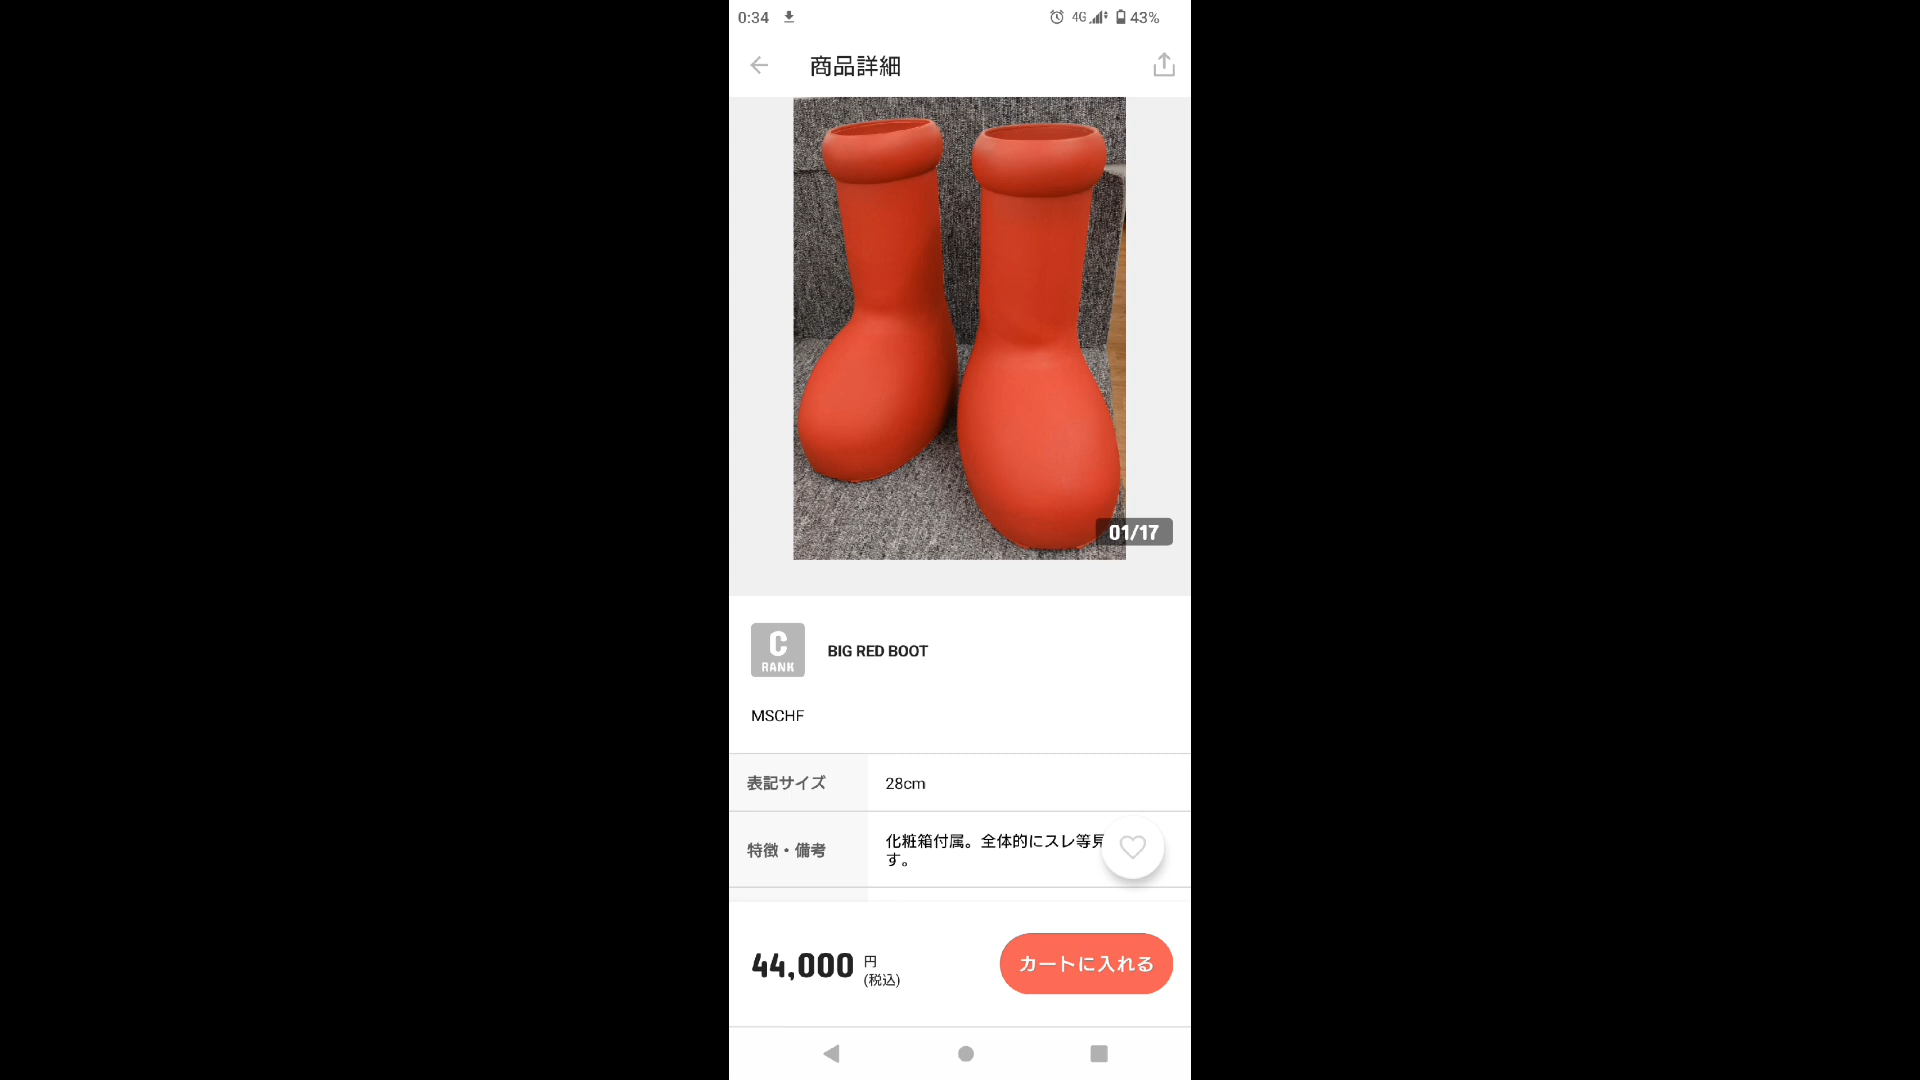 0:34
4G
43%
商品詳細
01/17
C
RANK
BIG RED BOOT
MSCHF
表記サイズ
28cm
特徴・備考
化粧箱付属。全体的にスレ等見
す。
44,000
円
(税込)
カートに入れる